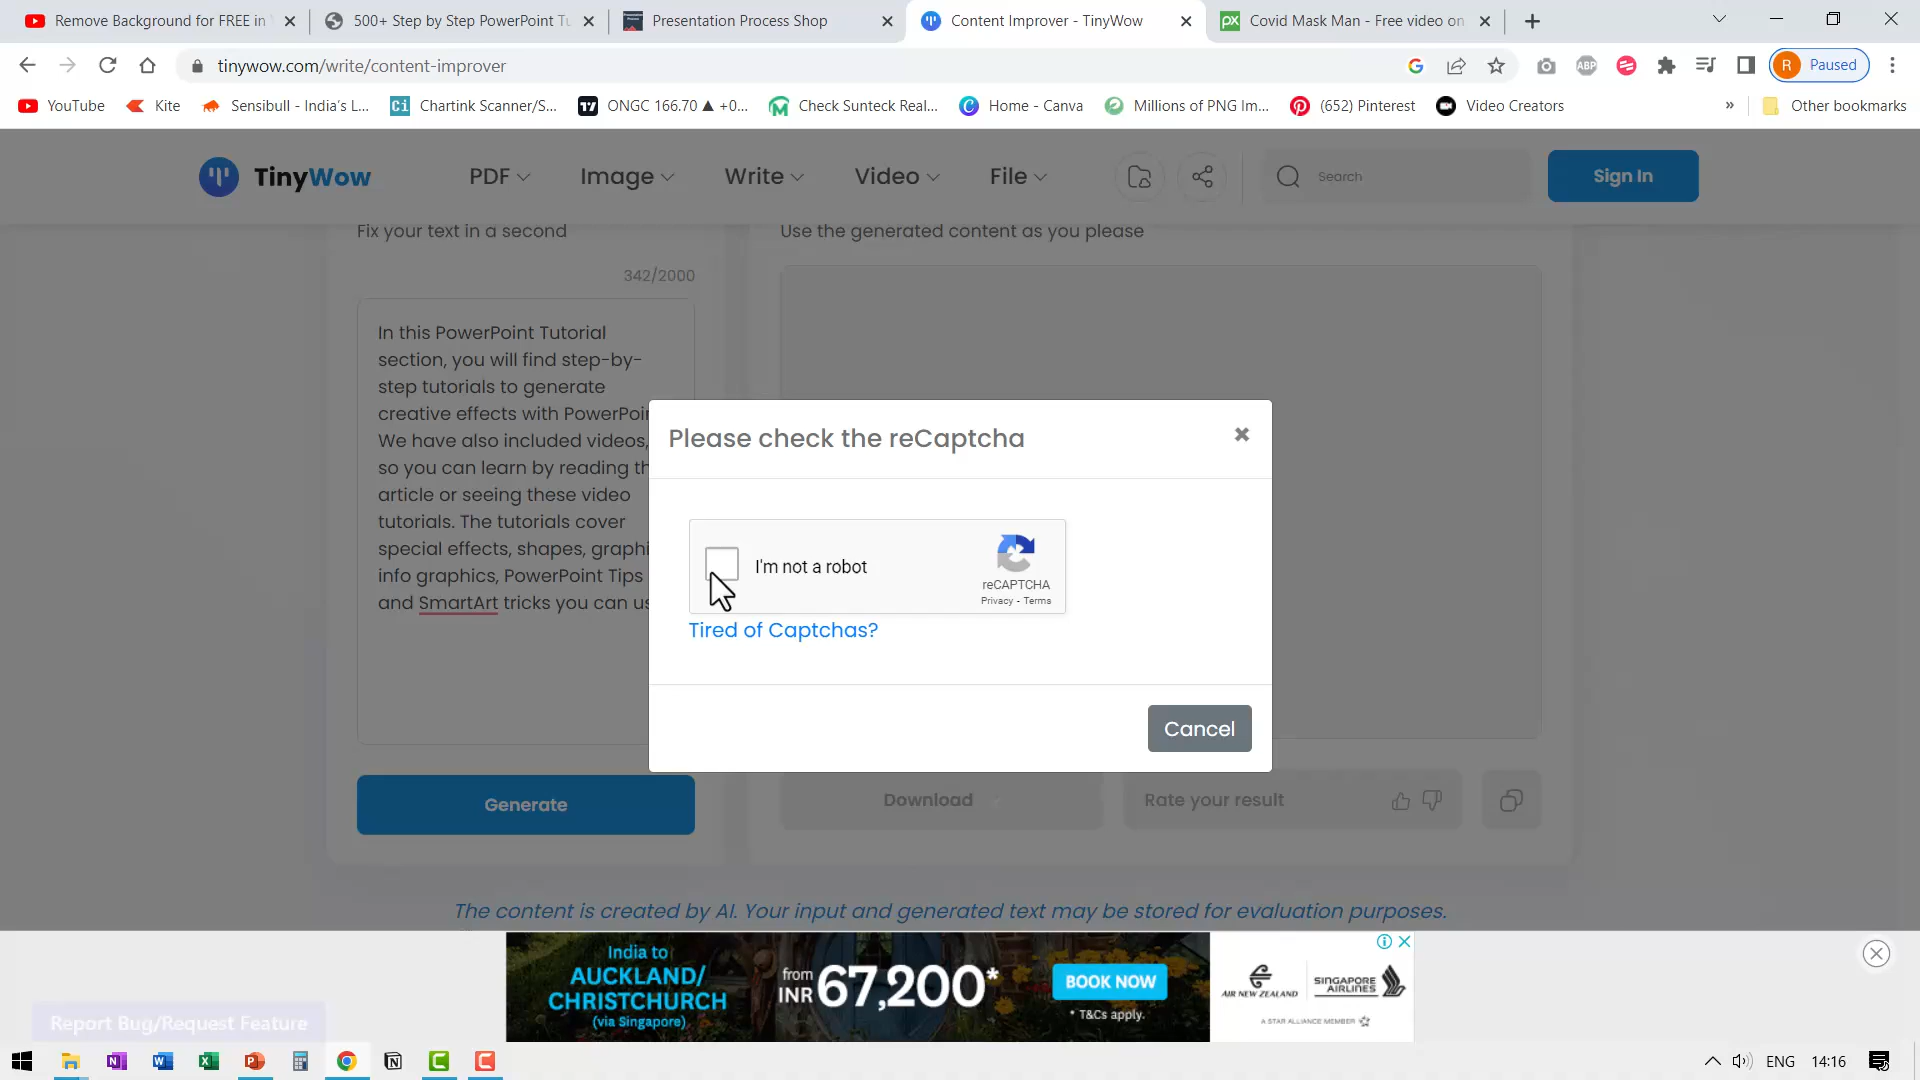 Remove Background for FREE in
500+ Step by Step PowerPoint Tu
Presentation Process Shop
Content Improver - TinyWow
Covid Mask Man - Free video on
tinywow.com/write/content-improver
ABP
R Paused
YouTube
Kite
Sensibull - India's L...
Chartink Scanner/S...
ONGC 166.70 ▲ +0...
Check Sunteck Real...
Home - Canva
Millions of PNG Im...
(652) Pinterest
Video Creators
»
Other bookmarks
TinyWow
PDF
Image
Write
Video
File
Search
Sign In
Fix your text in a second
Use the generated content as you please
342/2000
In this PowerPoint Tutorial
section, you will find step-by-
step tutorials to generate
creative effects with PowerPoin
We have also included videos,
so you can learn by reading th
article or seeing these video
tutorials. The tutorials cover
special effects, shapes, graphi
info graphics, PowerPoint Tips
and SmartArt tricks you can us
Please check the reCaptcha
I'm not a robot
reCAPTCHA
Privacy - Terms
Tired of Captchas?
Cancel
Generate
Download
Rate your result
The content is created by AI. Your input and generated text may be stored for evaluation purposes.
India to
AUCKLAND/
CHRISTCHURCH
(via Singapore)
from
INR 67,200*
BOOK NOW
* T&Cs apply.
AIR NEW ZEALAND
SINGAPORE AIRLINES
A STAR ALLIANCE MEMBER
Report Bug/Request Feature
ENG
14:16